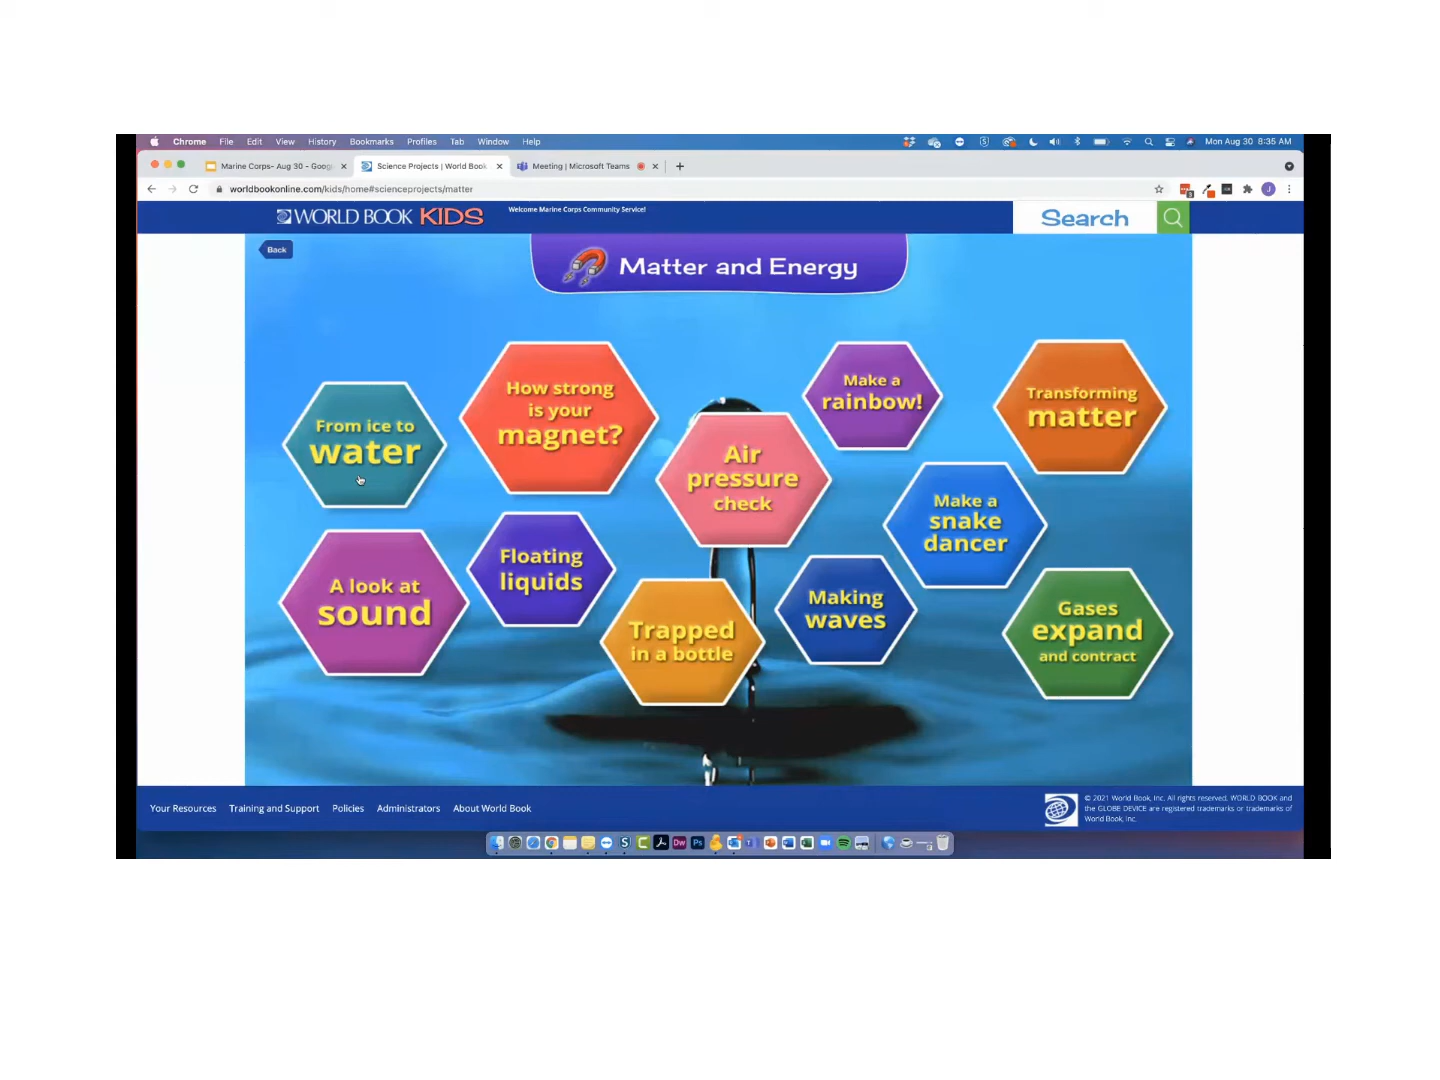 Chrome File Edit View History Bookmarks Profiles Tab Window Help Mon Aug 30 8:35 AM
Marine Corps- Aug 30 - Goog Science Projects | World Book Meeting | Microsoft Teams
worldbookonline.com/kids/home#scienceprojects/matter
WORLD BOOK KIDS
Welcome Marine Corps Community Service!
Search
Back
Matter and Energy
From ice to
water
How strong
is your
magnet?
Air
pressure
check
Make a
rainbow!
Transforming
matter
Make a
snake
dancer
A look at
sound
Floating
liquids
Trapped
in a bottle
Making
waves
Gases
expand
and contract
Your Resources Training and Support Policies Administrators About World Book
© 2021 World Book, Inc. All rights reserved. WORLD BOOK and
the GLOBE DEVICE are registered trademarks or trademarks of
World Book, Inc.